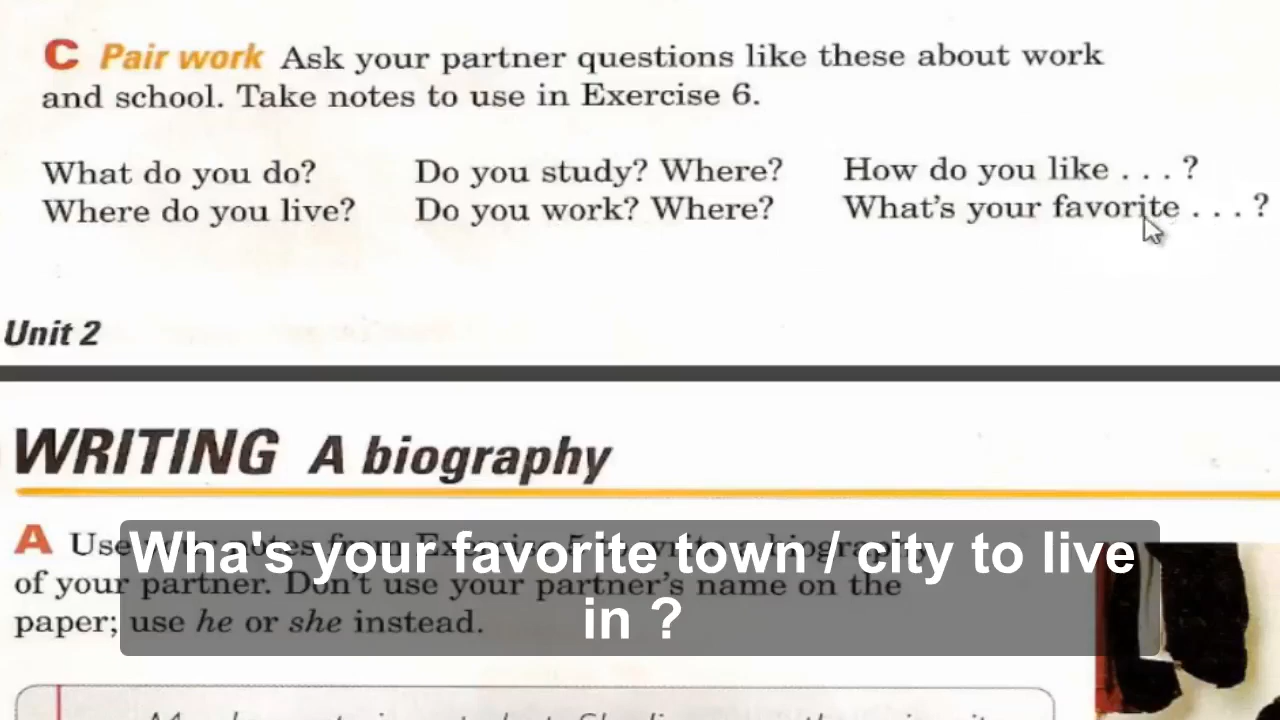 C Pair work Ask your partner questions like these about work
and school. Take notes to use in Exercise 6.
What do you do? Do you study? Where? How do you like . . . ?
Where do you live? Do you work? Where? What's your favorite . . . ?
Unit 2
WRITING A biography
A Use your notes from Exercise to write a biography
of your partner. Don't use your partner's name on the
paper; use he or she instead.
Wha's your favorite town / city to live
in ?